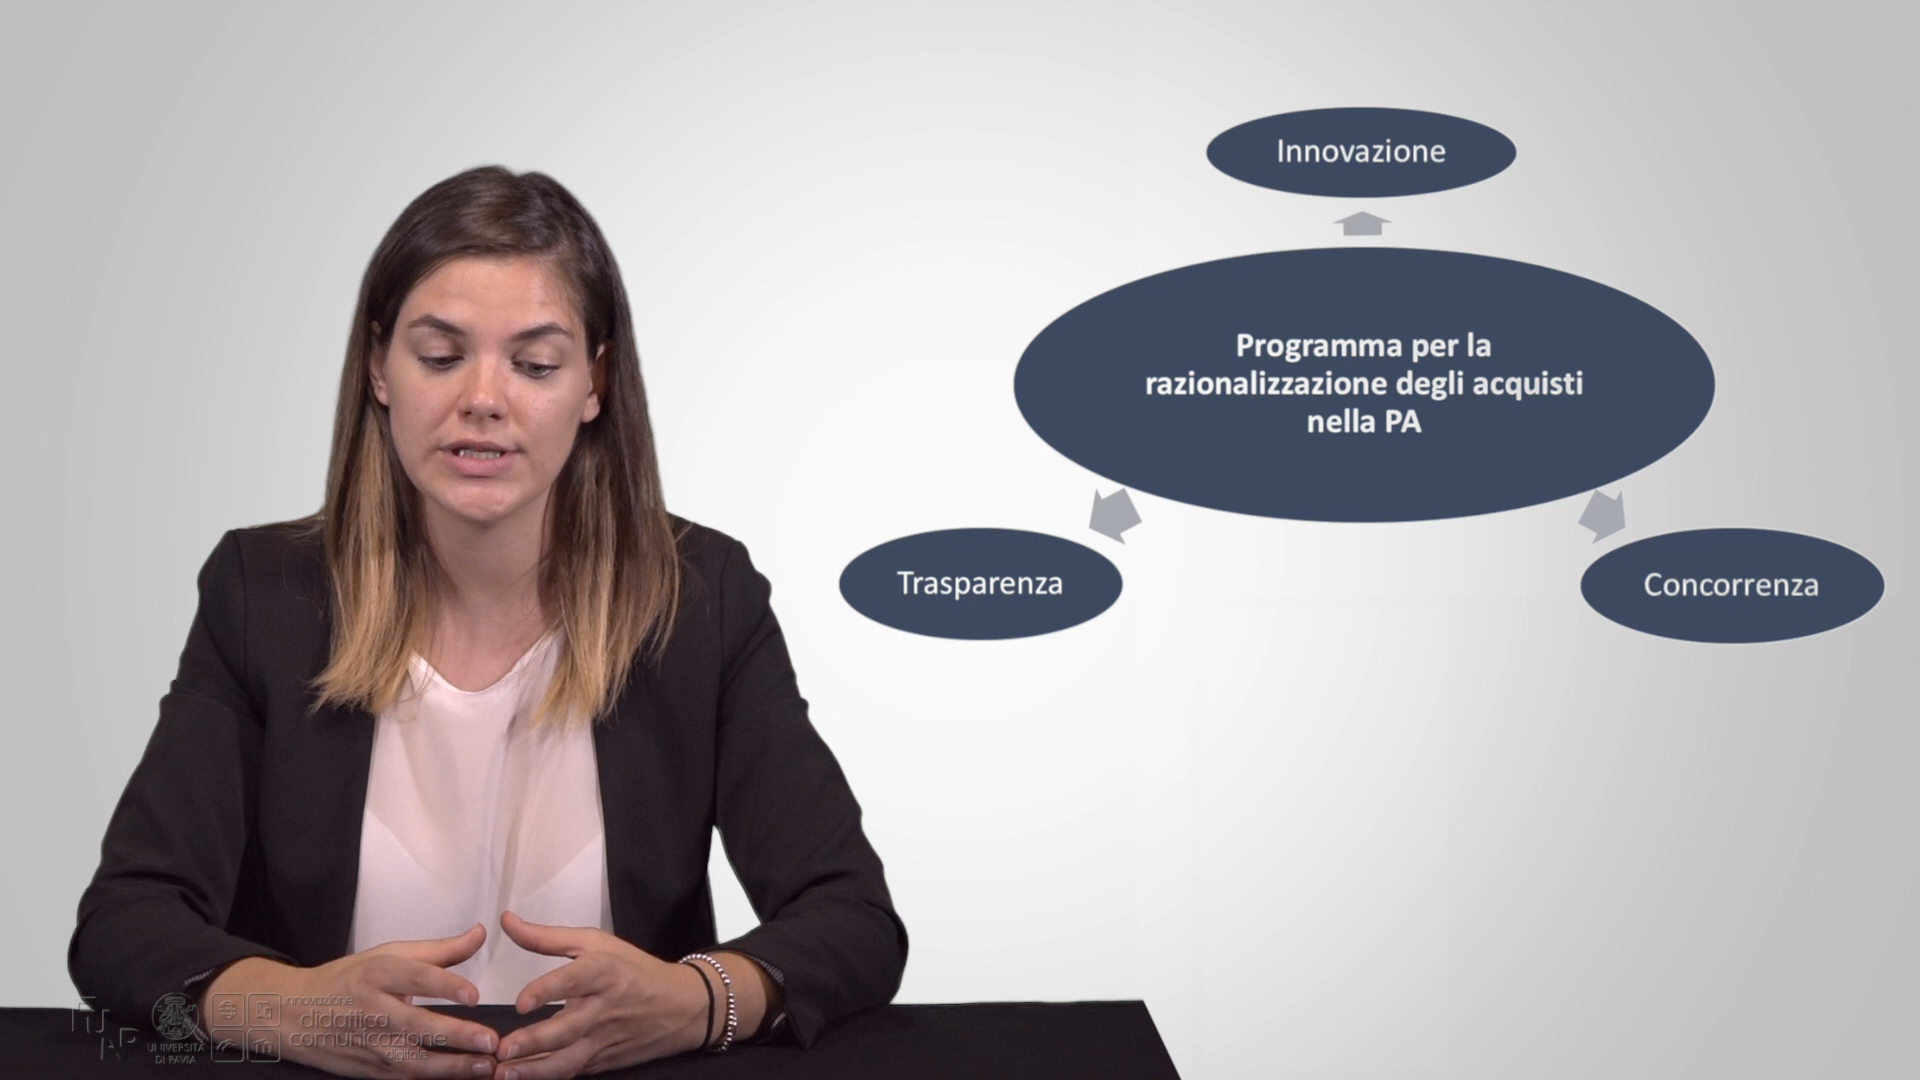 Innovazione
Programma per la
razionalizzazione degli acquisti
nella PA
Trasparenza
Concorrenza
UNIVERSITÀ
DI PAVIA
innovazione
didattica
comunicazione
digitale